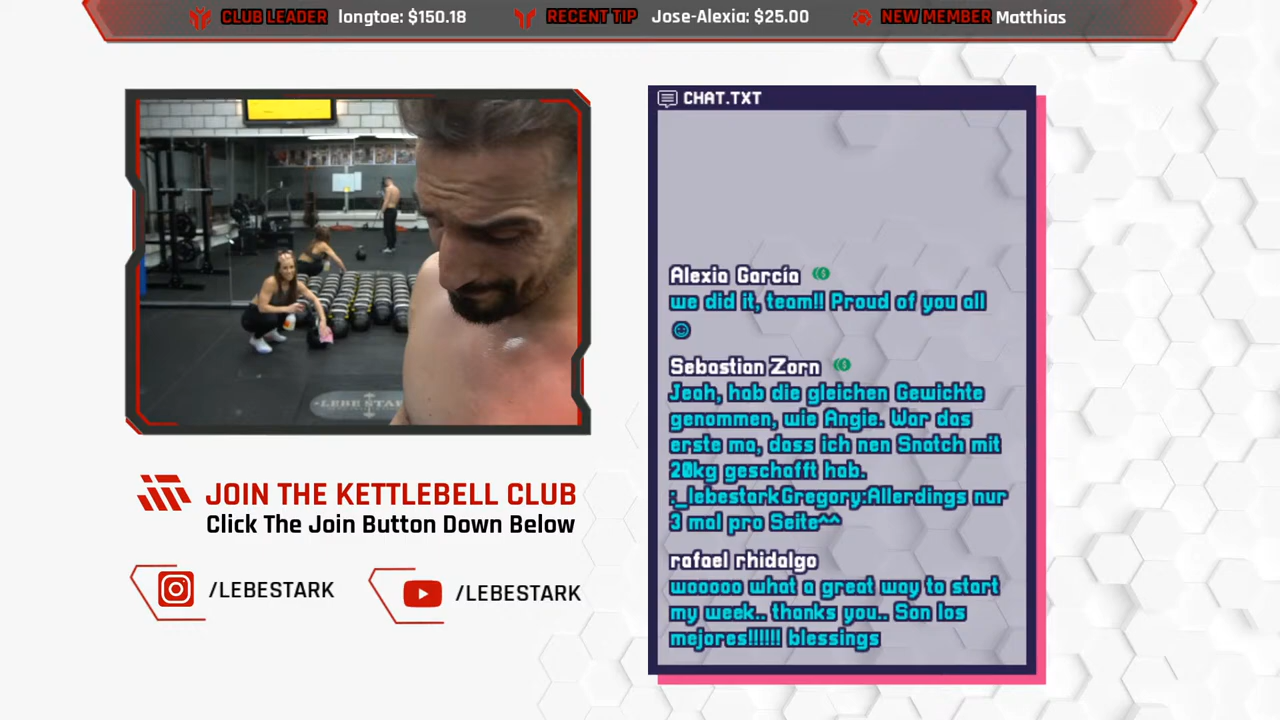 CLUB LEADER longtoe: $150.18 RECENT TIP Jose-Alexia: $25.00 NEW MEMBER Matthias
CHAT.TXT
Alexia García
we did it, team!! Proud of you all
Sebastian Zorn
Jeah, hab die gleichen Gewichte
genommen, wie Angie. War das
erste ma, dass ich nen Snatch mit
20kg geschafft hab.
:_lebestarkGregory:Allerdings nur
3 mal pro Seite^^
rafael rhidalgo
wooooo what a great way to start
my week.. thanks you.. Son los
mejores!!!!!! blessings
LEBE STARK
JOIN THE KETTLEBELL CLUB
Click The Join Button Down Below
/LEBESTARK /LEBESTARK